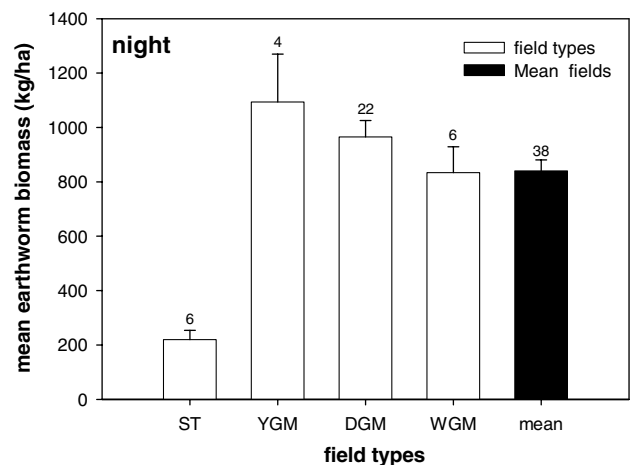 night
field types
Mean fields
mean earthworm biomass (kg/ha)
1400
1200
1000
800
600
400
200
0
6
4
22
6
38
ST YGM DGM WGM mean
field types